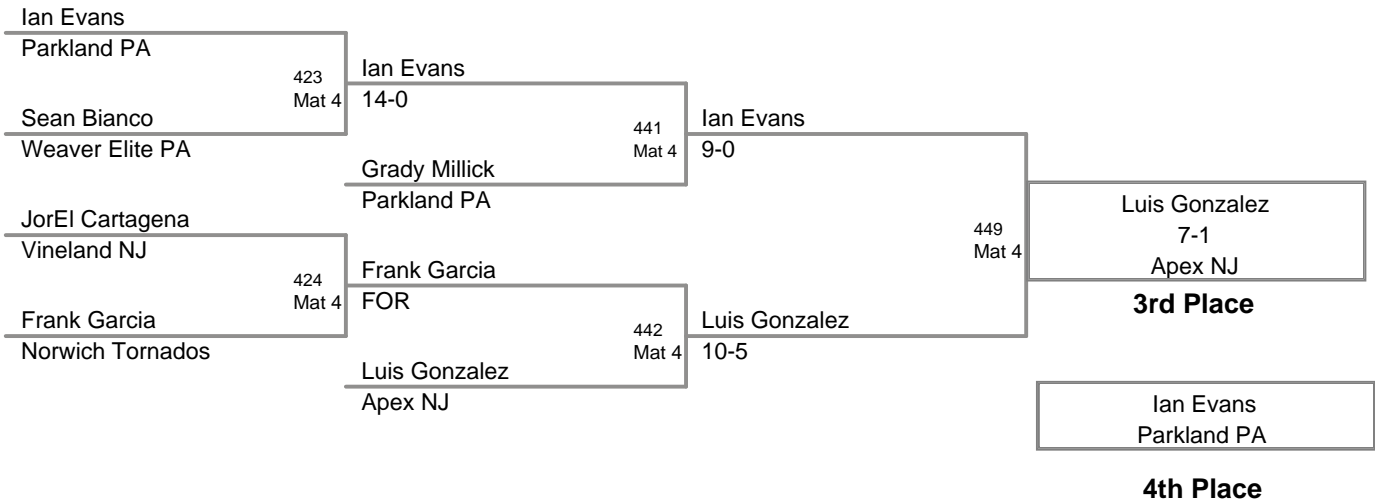 Ian Evans
Parkland PA
423
Mat 4
Sean Bianco
Weaver Elite PA
Ian Evans
14-0
441
Mat 4
Grady Millick
Parkland PA
Ian Evans
9-0
JorEl Cartagena
Vineland NJ
424
Mat 4
Frank Garcia
Norwich Tornados
Frank Garcia
FOR
442
Mat 4
Luis Gonzalez
Apex NJ
Luis Gonzalez
10-5
449
Mat 4
Luis Gonzalez
7-1
Apex NJ
3rd Place
Ian Evans
Parkland PA
4th Place